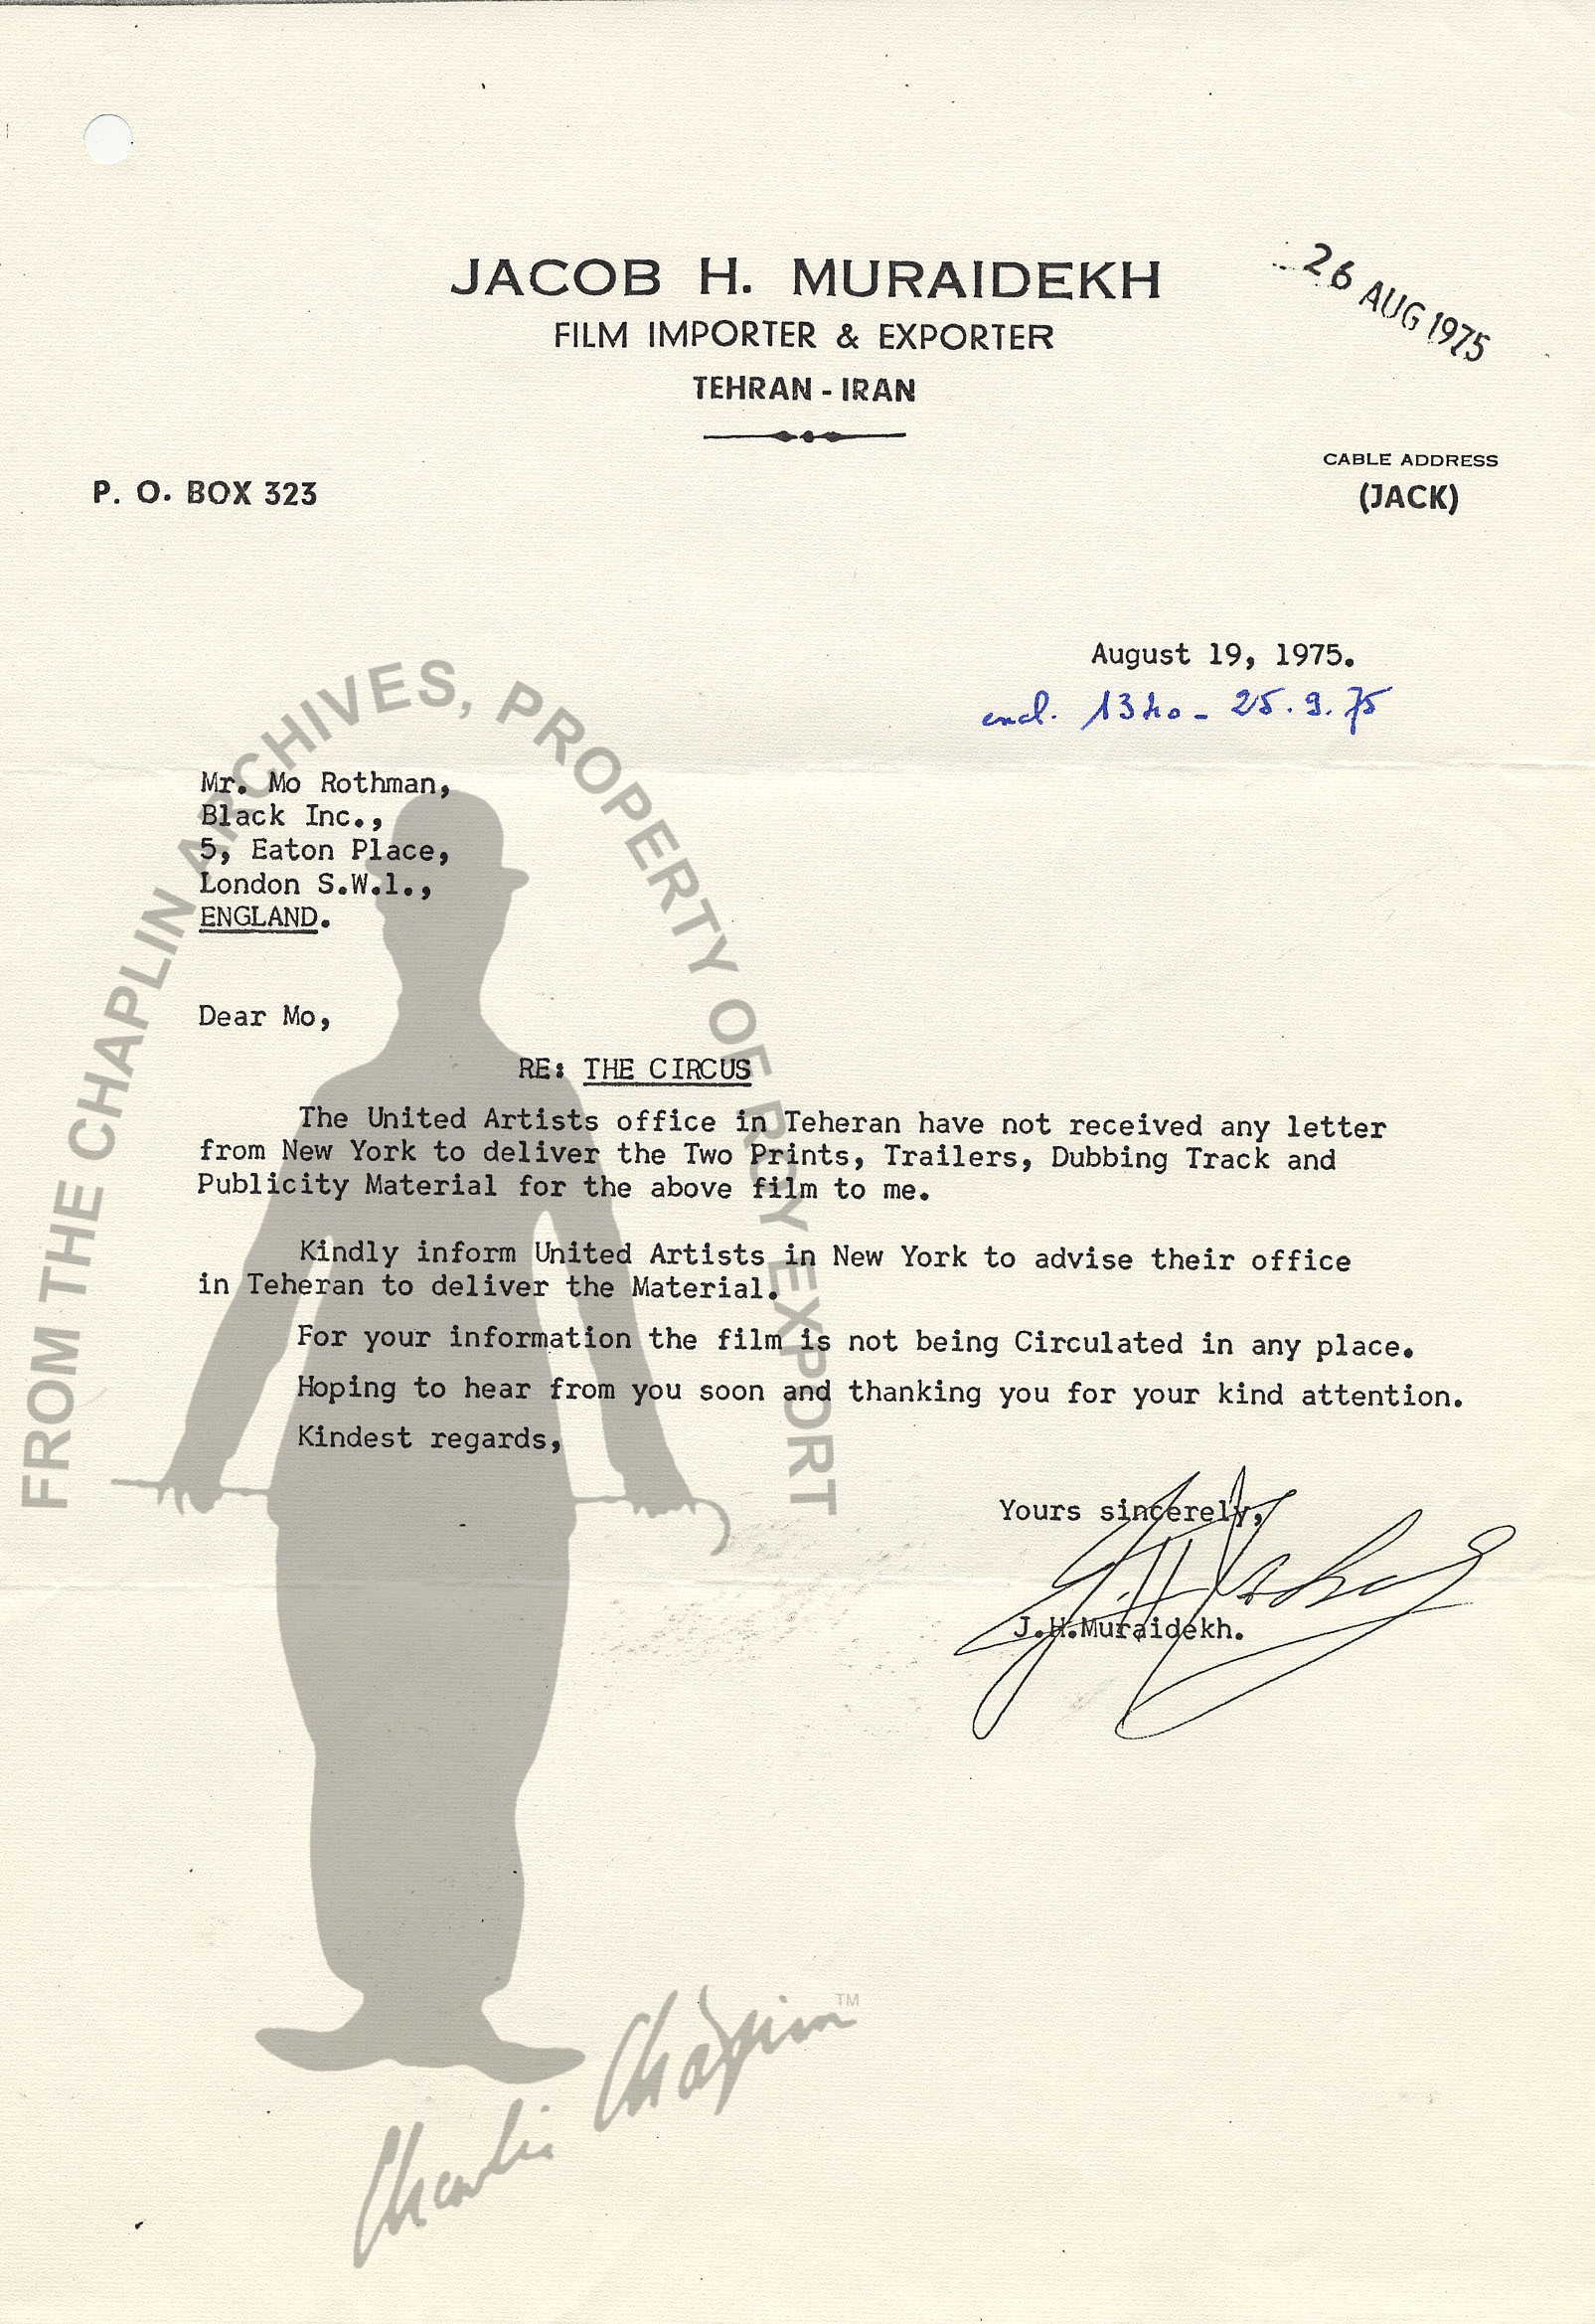 JACOB H. MURAIDEKH
FILM IMPORTER & EXPORTER
TEHRAN - IRAN
26 AUG 1975
P. O. BOX 323
CABLE ADDRESS
(JACK)
August 19, 1975.
25.9.75
Mr. Mo Rothman,
Black Inc.,
5, Eaton Place,
London S.W.1.,
ENGLAND.
Dear Mo,
RE: THE CIRCUS
The United Artists office in Teheran have not received any letter
from New York to deliver the Two Prints, Trailers, Dubbing Track and
Publicity Material for the above film to me.
Kindly inform United Artists in New York to advise their office
in Teheran to deliver the Material.
For your information the film is not being Circulated in any place.
Hoping to hear from you soon and thanking you for your kind attention.
Kindest regards,
Yours sincerely,
J.H.Muraidekh.
FROM THE CHAPLIN ARCHIVES, PROPERTY OF ROY EXPORT
Charlie Chaplin TM